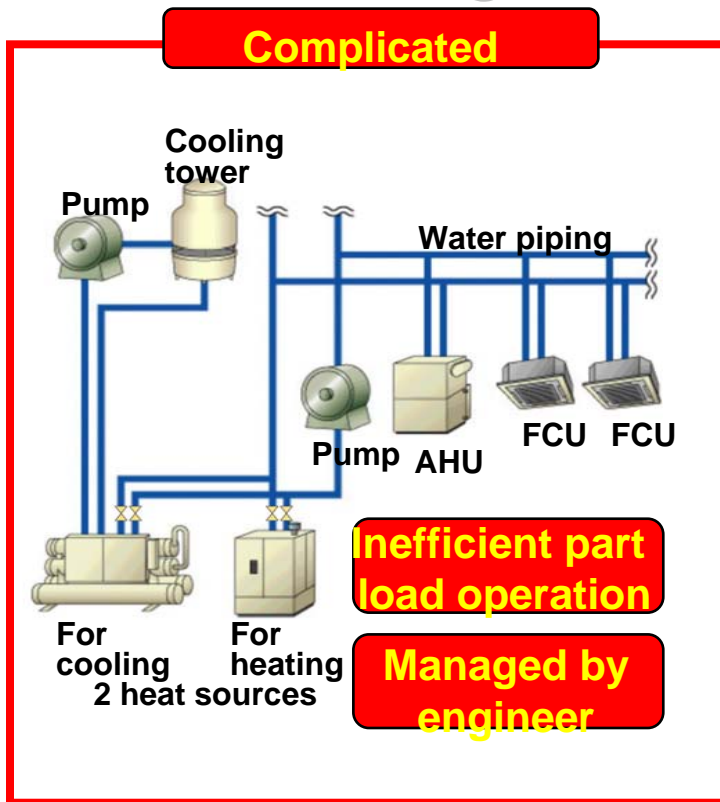 Complicated
Cooling
tower
Pump
Water piping
Pump
AHU
FCU
FCU
Inefficient part
load operation
For
cooling
For
heating
2 heat sources
Managed by
engineer